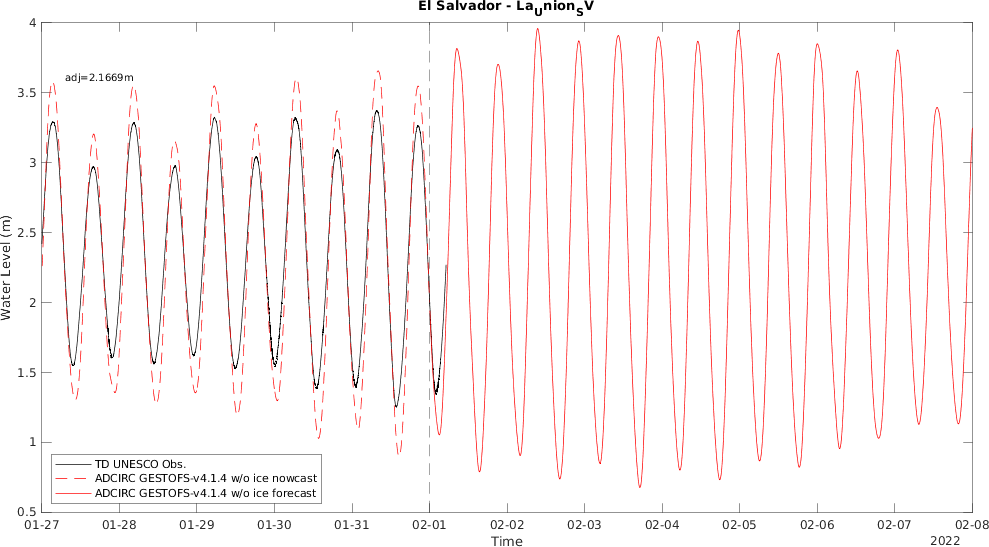 El Salvador - LaUnionSV
adj=2.1669m
4
3.5
3
2.5
2
1.5
1
0.5
Water Level (m)
TD UNESCO Obs.
ADCIRC GESTOFS-v4.1.4 w/o ice nowcast
ADCIRC GESTOFS-v4.1.4 w/o ice forecast
01-27 01-28 01-29 01-30 01-31 02-01 02-02 02-03 02-04 02-05 02-06 02-07 02-08
Time
2022